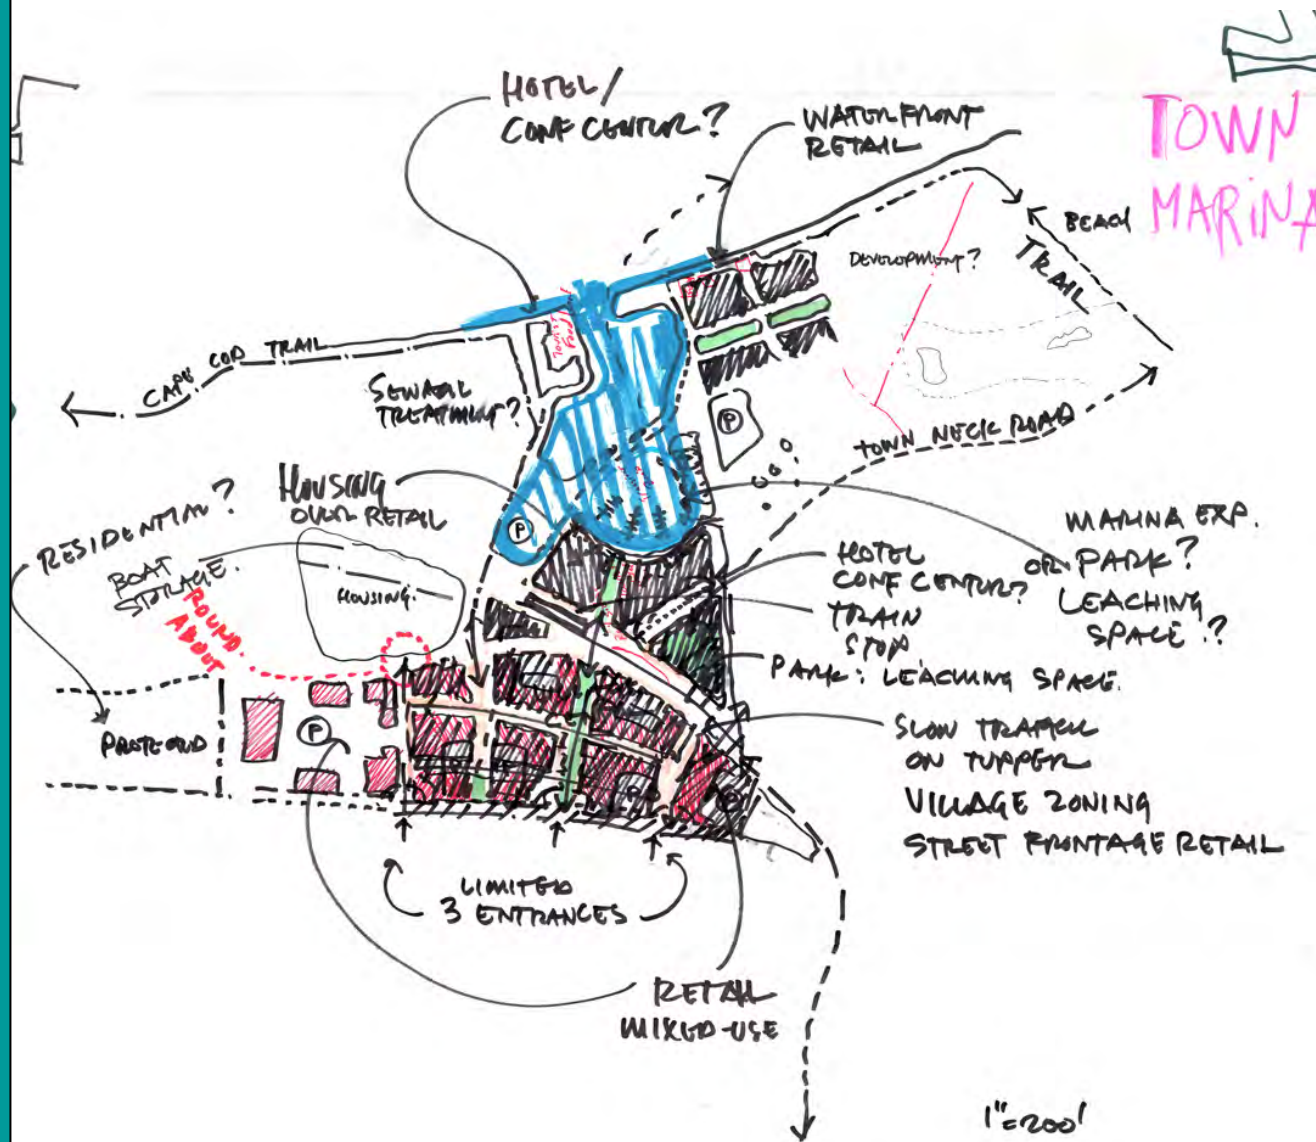 HOTEL/
CONF CENTER?
WATERFRONT
RETAIL
TOWN
MARINA
BEACH
TRAIL
DEVELOPMENT?
CAPE COD TRAIL
SEWAGE
TREATMENT?
P
TOWN NECK ROAD
HOUSING
OVER RETAIL
P
RESIDENTIAL?
BOAT
STORAGE
ROUND
ABOUT
HOUSING
MARINA EXP.
OR PARK?
LEACHING
SPACE?
HOTEL
CONF CENTER?
TRAIN
STOP
PARK: LEACHING SPACE.
P
SLOW TRAFFIC
ON TUPPER
VILLAGE ZONING
STREET FRONTAGE RETAIL
LIMITED
3 ENTRANCES
RETAIL
MIXED-USE
1"=200'